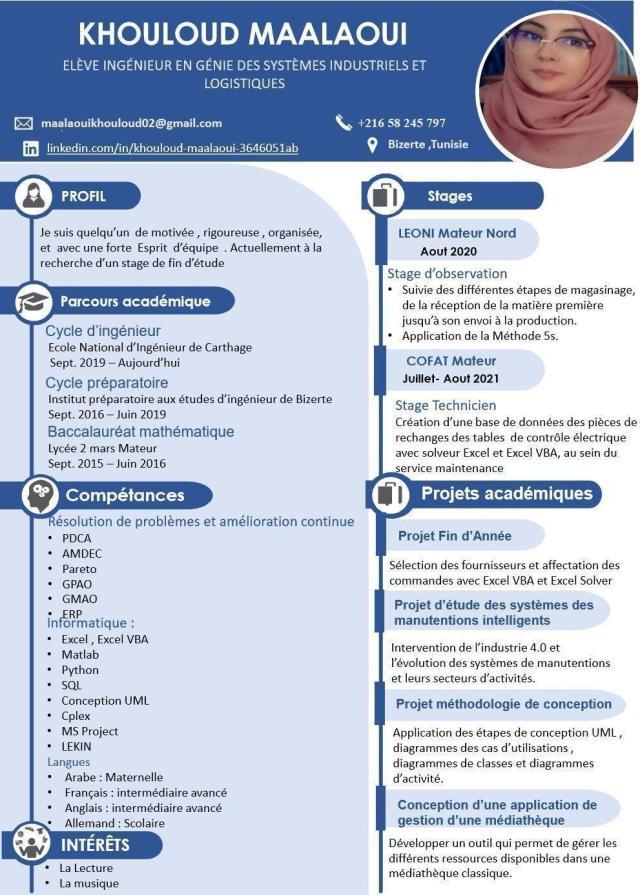 KHOULOUD MAALAOUI
ELÈVE INGÉNIEUR EN GÉNIE DES SYSTÈMES INDUSTRIELS ET
LOGISTIQUES
maalaouikhouloud02@gmail.com
+216 58 245 797
linkedin.com/in/khouloud-maalaoui-3646051ab
Bizerte ,Tunisie
PROFIL
Je suis quelqu'un de motivée , rigoureuse , organisée,
et avec une forte Esprit d'équipe . Actuellement à la
recherche d'un stage de fin d'étude
Parcours académique
Cycle d'ingénieur
Ecole National d'Ingénieur de Carthage
Sept. 2019 – Aujourd'hui
Cycle préparatoire
Institut préparatoire aux études d'ingénieur de Bizerte
Sept. 2016 – Juin 2019
Baccalauréat mathématique
Lycée 2 mars Mateur
Sept. 2015 – Juin 2016
Compétances
Résolution de problèmes et amélioration continue
• PDCA
• AMDEC
• Pareto
• GPAO
• GMAO
• ERP
Informatique :
• Excel , Excel VBA
• Matlab
• Python
• SQL
• Conception UML
• Cplex
• MS Project
• LEKIN
Langues
• Arabe : Maternelle
• Français : intermédiaire avancé
• Anglais : intermédiaire avancé
• Allemand : Scolaire
INTÉRÊTS
• La Lecture
• La musique
Stages
LEONI Mateur Nord
Aout 2020
Stage d'observation
• Suivie des différentes étapes de magasinage,
de la réception de la matière première
jusqu'à son envoi à la production.
• Application de la Méthode 5s.
COFAT Mateur
Juillet- Aout 2021
Stage Technicien
Création d'une base de données des pièces de
rechanges des tables de contrôle électrique
avec solveur Excel et Excel VBA, au sein du
service maintenance
Projets académiques
Projet Fin d'Année
Sélection des fournisseurs et affectation des
commandes avec Excel VBA et Excel Solver
Projet d'étude des systèmes des
manutentions intelligents
Intervention de l'industrie 4.0 et
l'évolution des systèmes de manutentions
et leurs secteurs d'activités.
Projet méthodologie de conception
Application des étapes de conception UML ,
diagrammes des cas d'utilisations ,
diagrammes de classes et diagrammes
d'activité.
Conception d'une application de
gestion d'une médiathèque
Développer un outil qui permet de gérer les
différents ressources disponibles dans une
médiathèque classique.